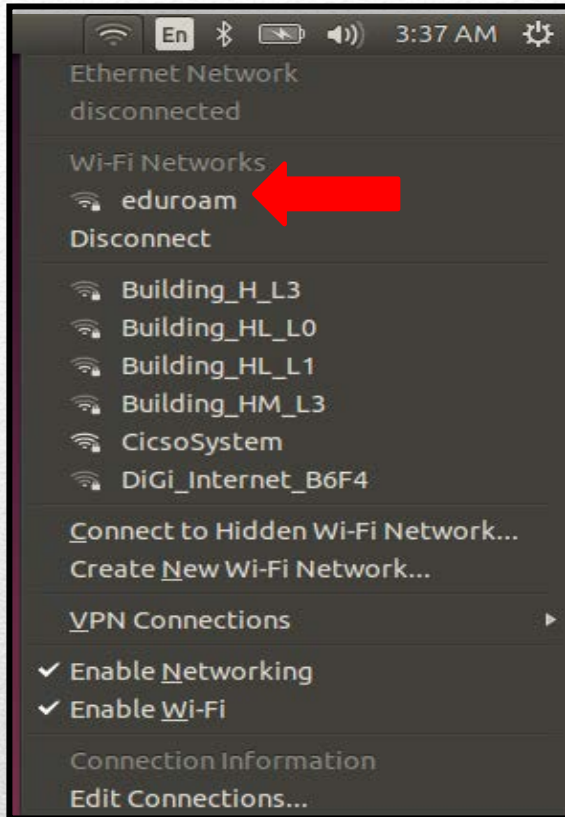 En 3:37 AM
Ethernet Network
disconnected
Wi-Fi Networks
eduroam
Disconnect
Building_H_L3
Building_HL_L0
Building_HL_L1
Building_HM_L3
CicsoSystem
DiGi_Internet_B6F4
Connect to Hidden Wi-Fi Network...
Create New Wi-Fi Network...
VPN Connections
Enable Networking
Enable Wi-Fi
Connection Information
Edit Connections...